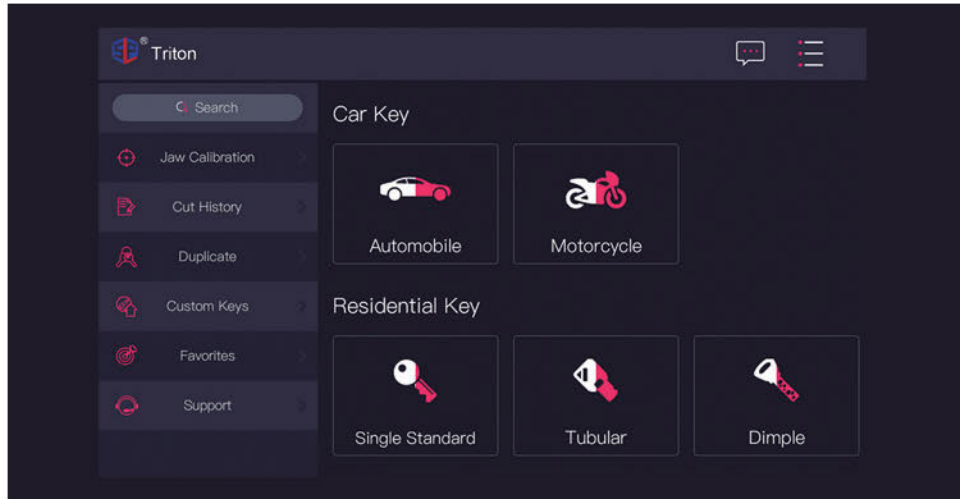 ® Triton
Search
Jaw Calibration
Cut History
Duplicate
Custom Keys
Favorites
Support
Car Key
Automobile
Motorcycle
Residential Key
Single Standard
Tubular
Dimple